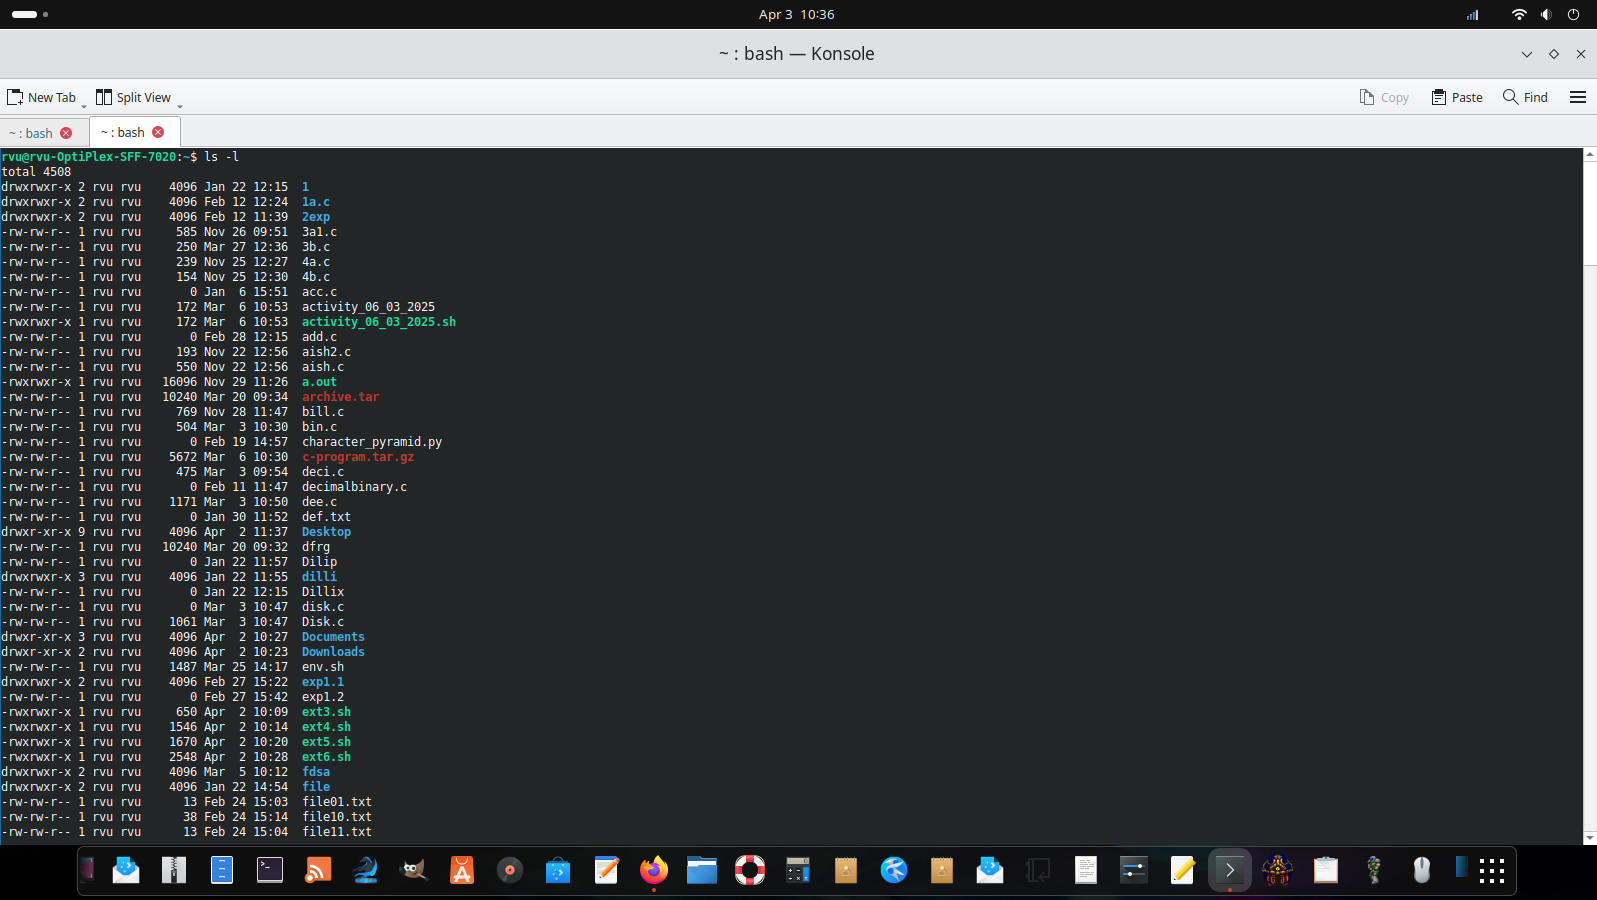 Apr 3 10:36
~ : bash — Konsole
New Tab Split View Copy Paste Find
~ : bash ~ : bash
rvu@rvu-OptiPlex-SFF-7020:~$ ls -l
total 4508
drwxrwxr-x 2 rvu rvu 4096 Jan 22 12:15 1
drwxrwxr-x 2 rvu rvu 4096 Feb 12 12:24 1a.c
drwxrwxr-x 2 rvu rvu 4096 Feb 12 11:39 2exp
-rw-rw-r-- 1 rvu rvu 585 Nov 26 09:51 3a1.c
-rw-rw-r-- 1 rvu rvu 250 Mar 27 12:36 3b.c
-rw-rw-r-- 1 rvu rvu 239 Nov 25 12:27 4a.c
-rw-rw-r-- 1 rvu rvu 154 Nov 25 12:30 4b.c
-rw-rw-r-- 1 rvu rvu 0 Jan 6 15:51 acc.c
-rw-rw-r-- 1 rvu rvu 172 Mar 6 10:53 activity_06_03_2025
-rwxrwxr-x 1 rvu rvu 172 Mar 6 10:53 activity_06_03_2025.sh
-rw-rw-r-- 1 rvu rvu 0 Feb 28 12:15 add.c
-rw-rw-r-- 1 rvu rvu 193 Nov 22 12:56 aish2.c
-rw-rw-r-- 1 rvu rvu 550 Nov 22 12:56 aish.c
-rwxrwxr-x 1 rvu rvu 16096 Nov 29 11:26 a.out
-rw-rw-r-- 1 rvu rvu 10240 Mar 20 09:34 archive.tar
-rw-rw-r-- 1 rvu rvu 769 Nov 28 11:47 bill.c
-rw-rw-r-- 1 rvu rvu 504 Mar 3 10:30 bin.c
-rw-rw-r-- 1 rvu rvu 0 Feb 19 14:57 character_pyramid.py
-rw-rw-r-- 1 rvu rvu 5672 Mar 6 10:30 c-program.tar.gz
-rw-rw-r-- 1 rvu rvu 475 Mar 3 09:54 deci.c
-rw-rw-r-- 1 rvu rvu 0 Feb 11 11:47 decimalbinary.c
-rw-rw-r-- 1 rvu rvu 1171 Mar 3 10:50 dee.c
-rw-rw-r-- 1 rvu rvu 0 Jan 30 11:52 def.txt
drwxr-xr-x 9 rvu rvu 4096 Apr 2 11:37 Desktop
-rw-rw-r-- 1 rvu rvu 10240 Mar 20 09:32 dfrg
-rw-rw-r-- 1 rvu rvu 0 Jan 22 11:57 Dilip
drwxrwxr-x 3 rvu rvu 4096 Jan 22 11:55 dilli
-rw-rw-r-- 1 rvu rvu 0 Jan 22 12:15 Dillix
-rw-rw-r-- 1 rvu rvu 0 Mar 3 10:47 disk.c
-rw-rw-r-- 1 rvu rvu 1061 Mar 3 10:47 Disk.c
drwxr-xr-x 3 rvu rvu 4096 Apr 2 10:27 Documents
drwxr-xr-x 2 rvu rvu 4096 Apr 2 10:23 Downloads
-rw-rw-r-- 1 rvu rvu 1487 Mar 25 14:17 env.sh
drwxrwxr-x 2 rvu rvu 4096 Feb 27 15:22 exp1.1
-rw-rw-r-- 1 rvu rvu 0 Feb 27 15:42 exp1.2
-rwxrwxr-x 1 rvu rvu 650 Apr 2 10:09 ext3.sh
-rwxrwxr-x 1 rvu rvu 1546 Apr 2 10:14 ext4.sh
-rwxrwxr-x 1 rvu rvu 1670 Apr 2 10:20 ext5.sh
-rwxrwxr-x 1 rvu rvu 2548 Apr 2 10:28 ext6.sh
drwxrwxr-x 2 rvu rvu 4096 Mar 5 10:12 fdsa
drwxrwxr-x 2 rvu rvu 4096 Jan 22 14:54 file
-rw-rw-r-- 1 rvu rvu 13 Feb 24 15:03 file01.txt
-rw-rw-r-- 1 rvu rvu 38 Feb 24 15:14 file10.txt
-rw-rw-r-- 1 rvu rvu 13 Feb 24 15:04 file11.txt